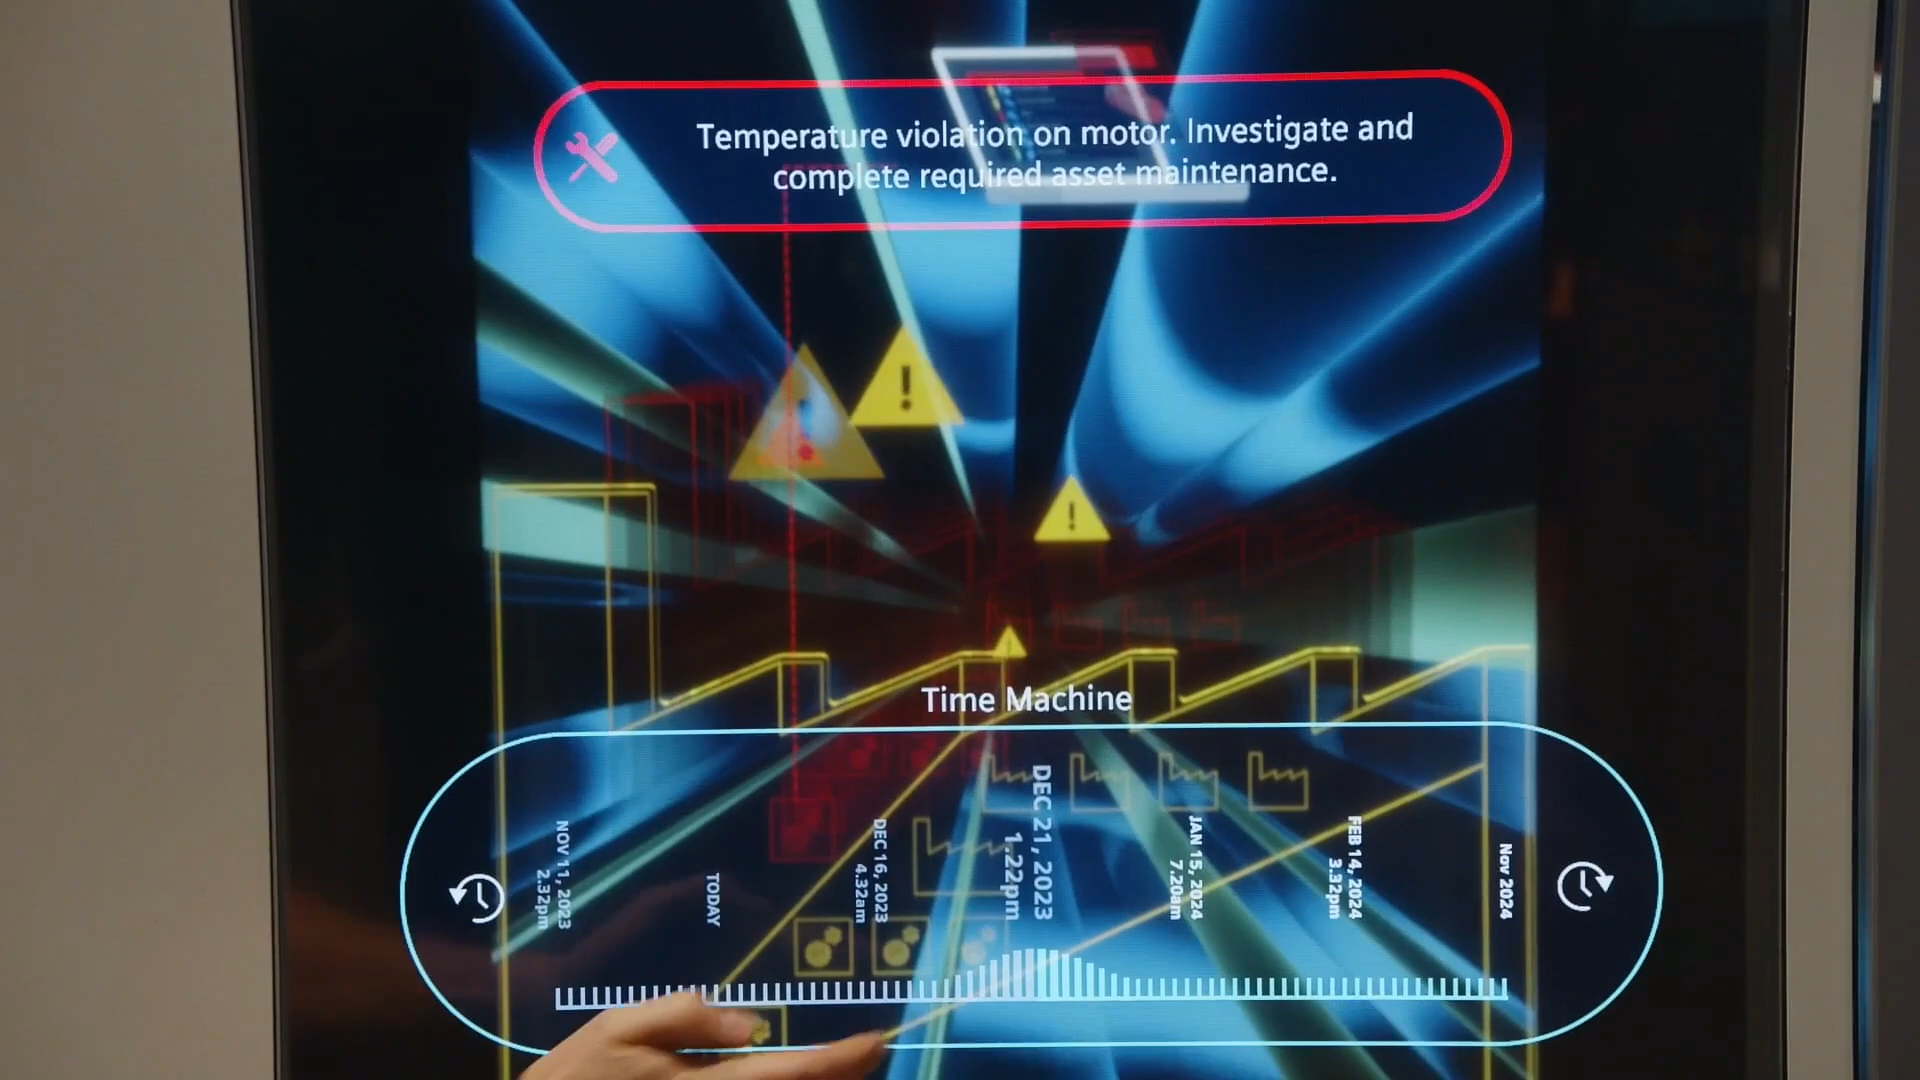 Temperature violation on motor. Investigate and
complete required asset maintenance.
Time Machine
NOV 11, 2023
2.32pm
TODAY
DEC 16, 2023
4.32am
DEC 21, 2023
1.22pm
JAN 15, 2024
7.20am
FEB 14, 2024
3.32pm
Nov 2024